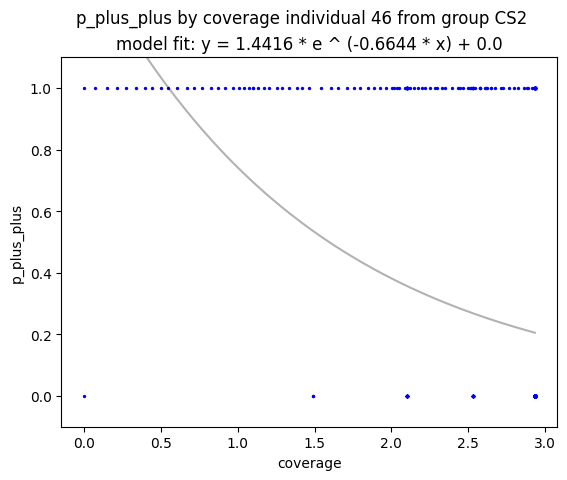 p_plus_plus by coverage individual 46 from group CS2
model fit: y = 1.4416 * e ^ (-0.6644 * x) + 0.0
1.0
0.8
0.6
0.4
0.2
0.0
p_plus_plus
0.0 0.5 1.0 1.5 2.0 2.5 3.0
coverage